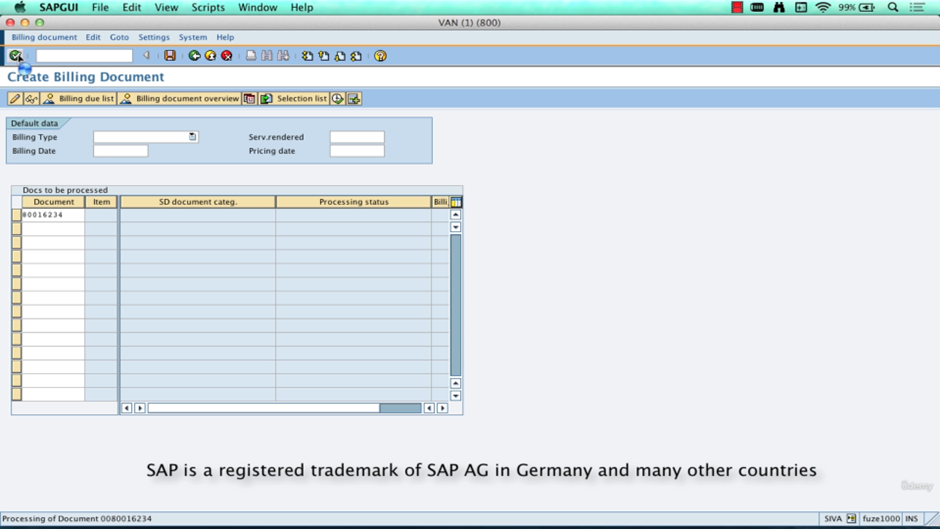 SAPGUI File Edit View Scripts Window Help 99%
VAN (1) (800)
Billing document Edit Goto Settings System Help
Create Billing Document
Billing due list Billing document overview Selection list
Default data
Billing Type Serv.rendered
Billing Date Pricing date
Docs to be processed
Document Item SD document categ. Processing status Billi
80016234
SAP is a registered trademark of SAP AG in Germany and many other countries
Udemy
Processing of Document 0080016234 SIVA fuze1000 INS